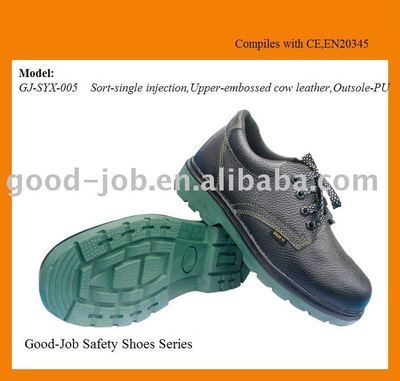 Compiles with CE,EN20345
Model:
GJ-SYX-005 Sort-single injection,Upper-embossed cow leather,Outsole-PU
good-job.en.alibaba.com
Good-Job Safety Shoes Series